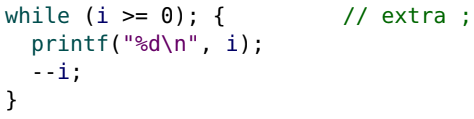 while (i >= 0); {         // extra ;
  printf("%d\n", i);
  --i;
}